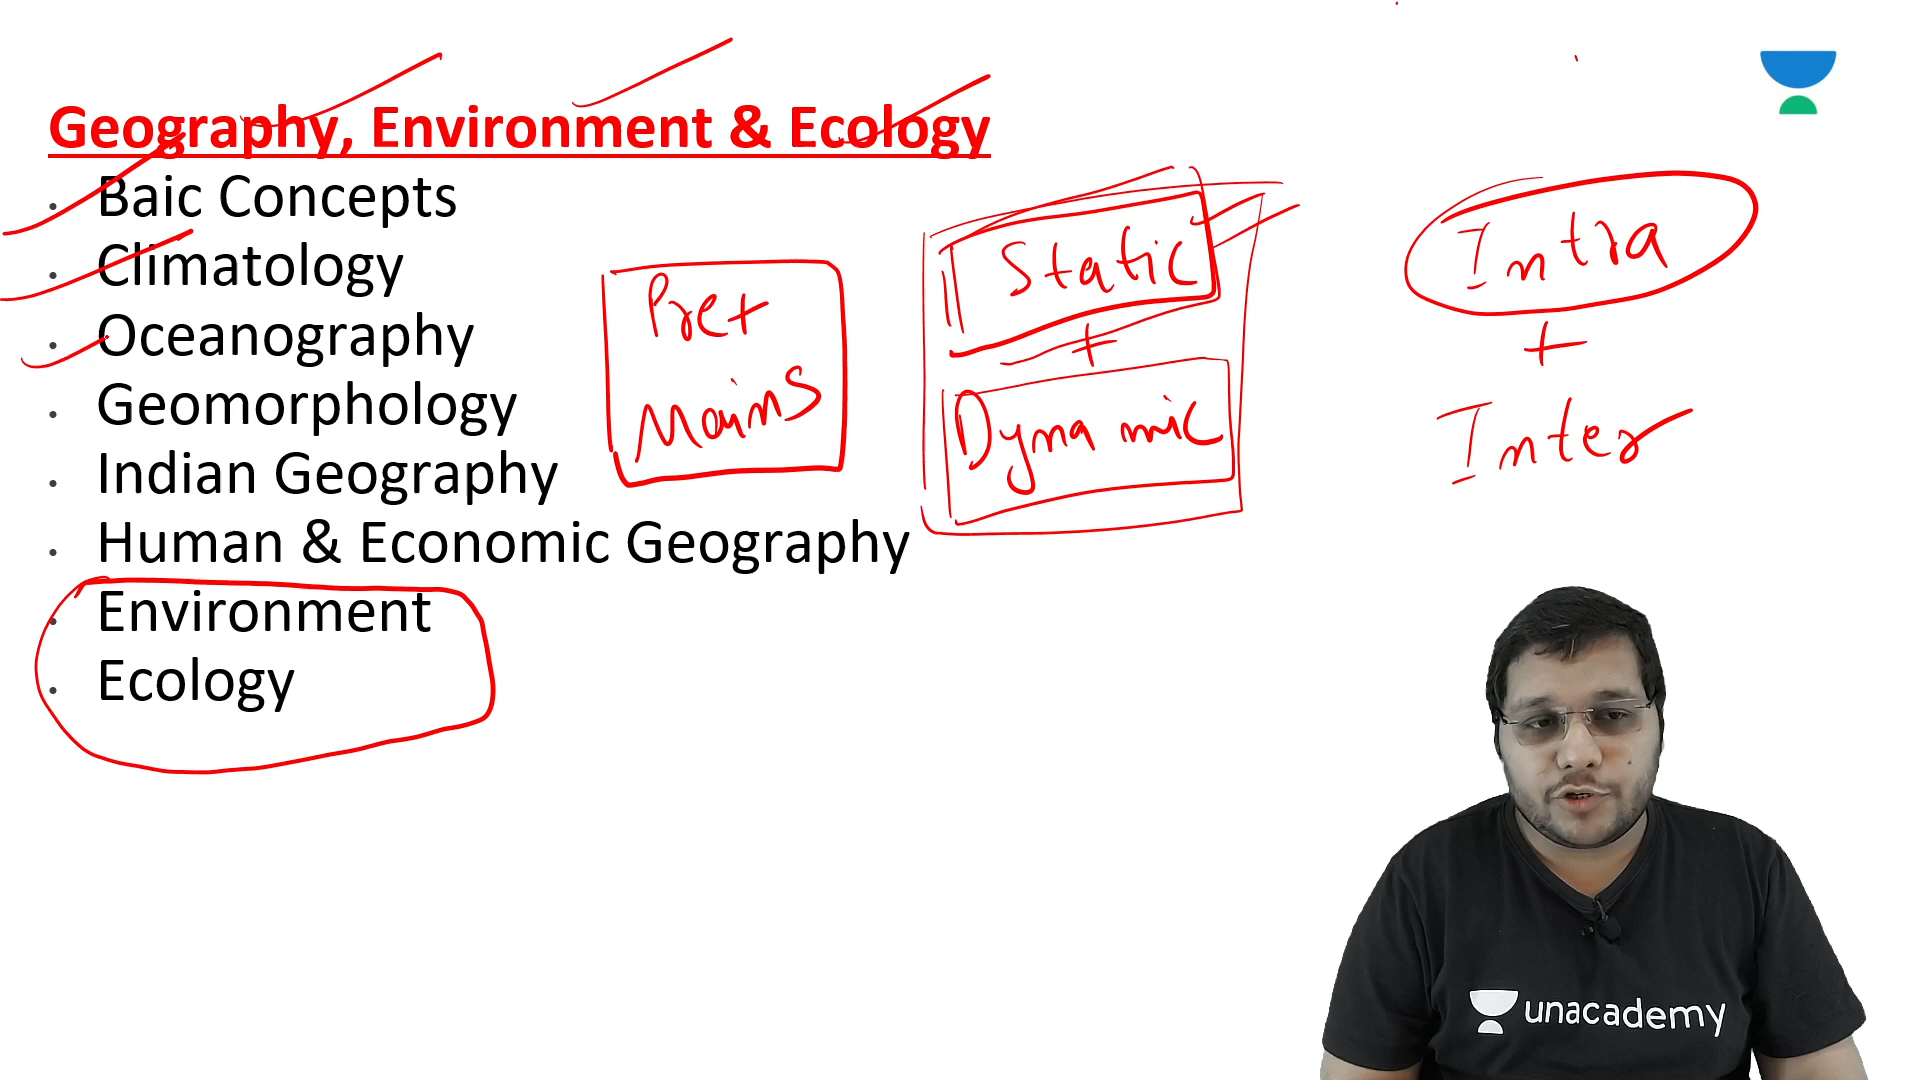 Geography, Environment & Ecology
Baic Concepts
Climatology
Oceanography
Geomorphology
Indian Geography
Human & Economic Geography
Environment
Ecology
Pre+
Mains
Static
+
Dynamic
Intra
+
Inter
unacademy